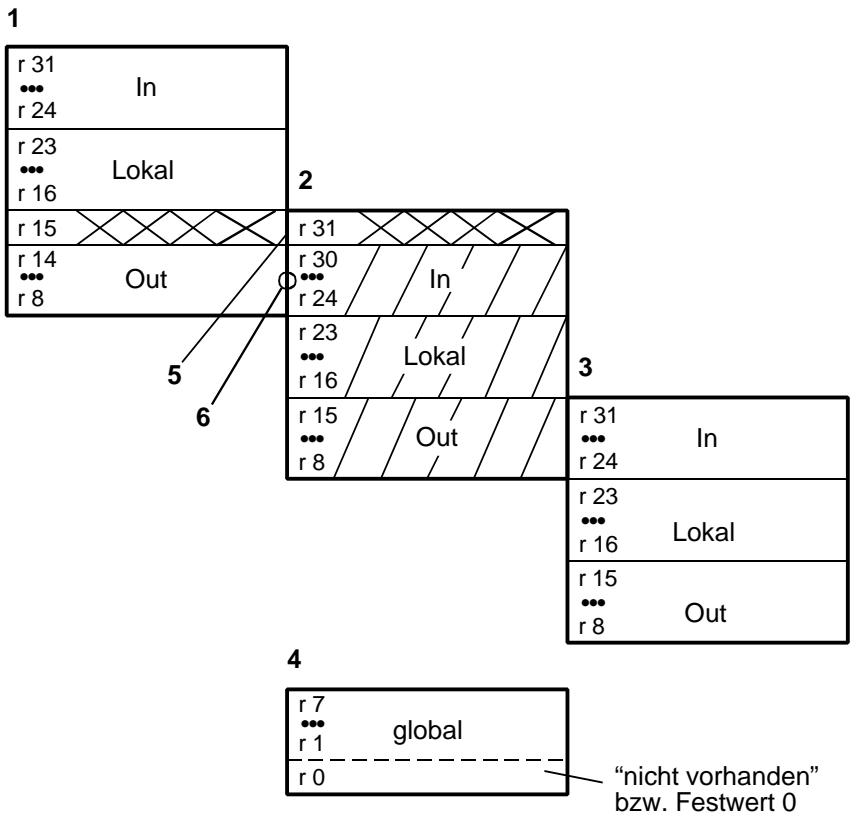 1
r 31
•••
r 24
In
r 23
•••
r 16
Lokal
r 15
r 14
•••
r 8
Out
2
r 31
r 30
•••
r 24
In
r 23
•••
r 16
Lokal
r 15
•••
r 8
Out
5
6
3
r 31
•••
r 24
In
r 23
•••
r 16
Lokal
r 15
•••
r 8
Out
4
r 7
•••
r 1
global
r 0
“nicht vorhanden”
bzw. Festwert 0